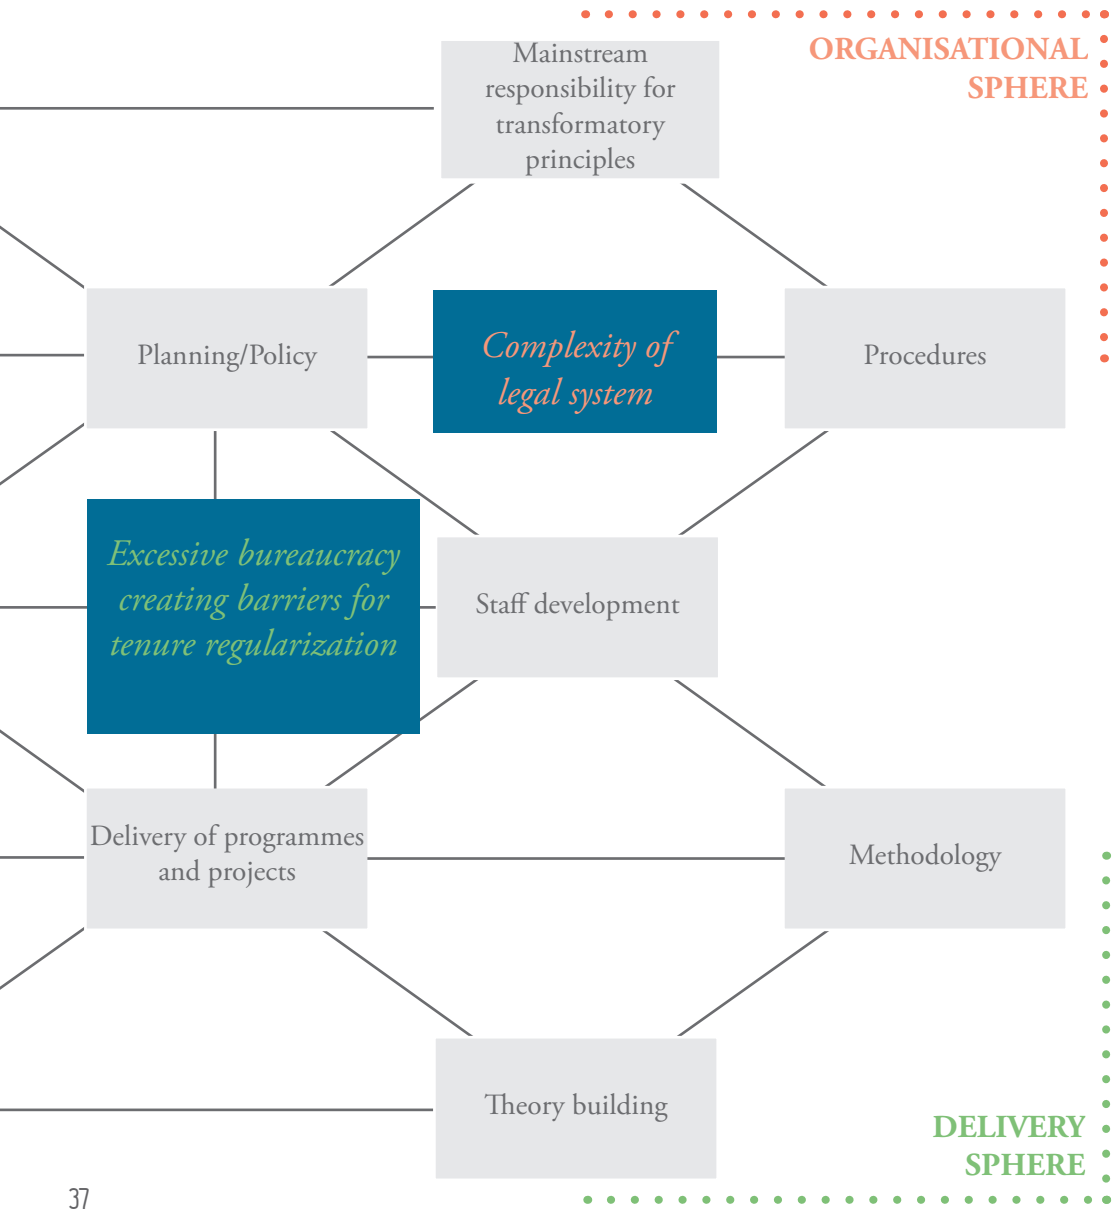 ORGANISATIONAL
SPHERE
Mainstream
responsibility for
transformatory
principles
Planning/Policy
Complexity of
legal system
Procedures
Excessive bureaucracy
creating barriers for
tenure regularization
Staff development
Delivery of programmes
and projects
Methodology
Theory building
DELIVERY
SPHERE
37